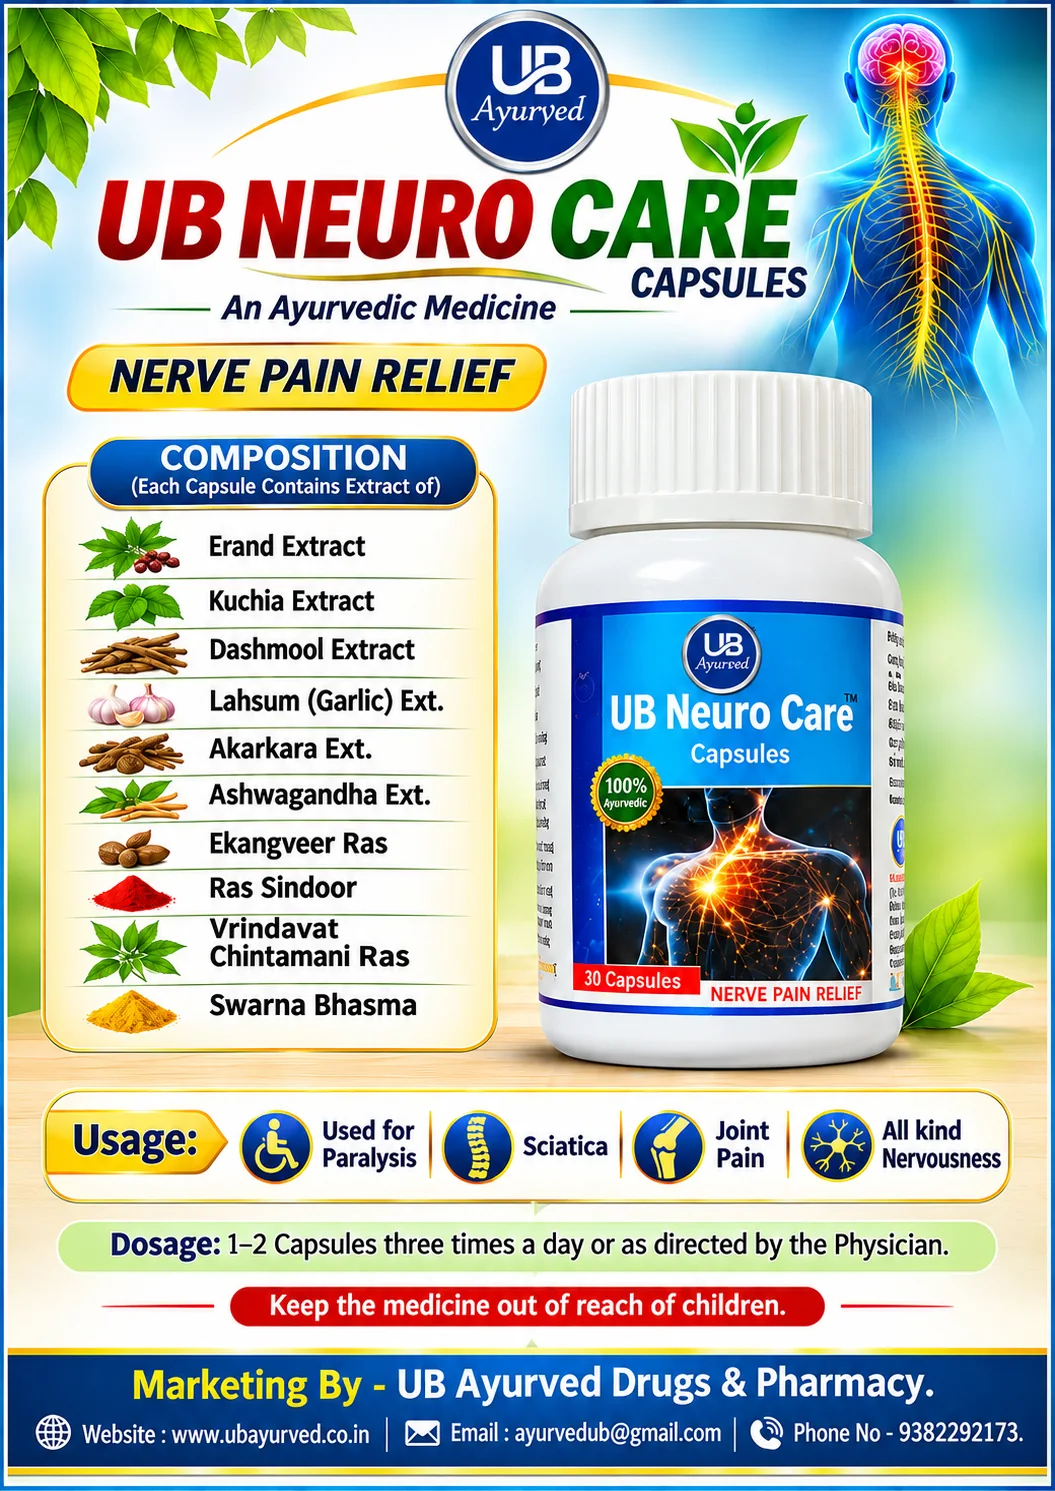 UB
Ayurved
UB NEURO CARE
CAPSULES
An Ayurvedic Medicine
NERVE PAIN RELIEF
COMPOSITION
(Each Capsule Contains Extract of)
Erand Extract
Kuchia Extract
Dashmool Extract
Lahsum (Garlic) Ext.
Akarkara Ext.
Ashwagandha Ext.
Ekangveer Ras
Ras Sindoor
Vrindavat
Chintamani Ras
Swarna Bhasma
UB
Ayurved
UB Neuro Care™
Capsules
100%
Ayurvedic
30 Capsules
NERVE PAIN RELIEF
Usage:
Used for
Paralysis
Sciatica
Joint
Pain
All kind
Nervousness
Dosage: 1–2 Capsules three times a day or as directed by the Physician.
Keep the medicine out of reach of children.
Marketing By - UB Ayurved Drugs & Pharmacy.
Website : www.ubayurved.co.in
Email : ayurvedub@gmail.com
Phone No - 9382292173.